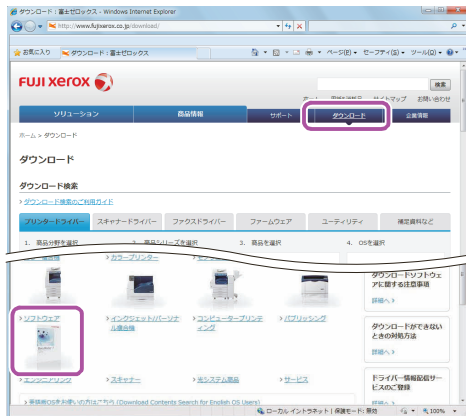 ダウンロード : 富士ゼロックス - Windows Internet Explorer
http://www.fujixerox.co.jp/download/
お気に入り
ダウンロード : 富士ゼロックス
ページ(P)
セーフティ(S)
ツール(O)
FUJI XEROX
検索
サイトマップ
お問い合わせ
ソリューション
商品情報
サポート
ダウンロード
企業情報
ホーム > ダウンロード
ダウンロード
ダウンロード検索
> ダウンロード検索のご利用ガイド
プリンタードライバー
スキャナードライバー
ファクスドライバー
ファームウエア
ユーティリティ
補足資料など
1. 商品分野を選択
商品シリーズを選択
3. 商品を選択
4. OSを選択
> カラープリンター
ダウンロードソフトウェアに関する注意事項
詳細へ >
> ソフトウェア
> インクジェット/パーソナル複合機
> コンピュータープリンティング
> パブリッシング
ダウンロードができないときの対処方法
詳細へ >
> エンジニアリング
> スキャナー
> 光システム商品
> サービス
ドライバー情報配信サービスのご登録
詳細へ >
> 英語版OSをお使いの方はこちら (Download Contents Search for English OS Users)
ローカル イントラネット | 保護モード: 無効
100%